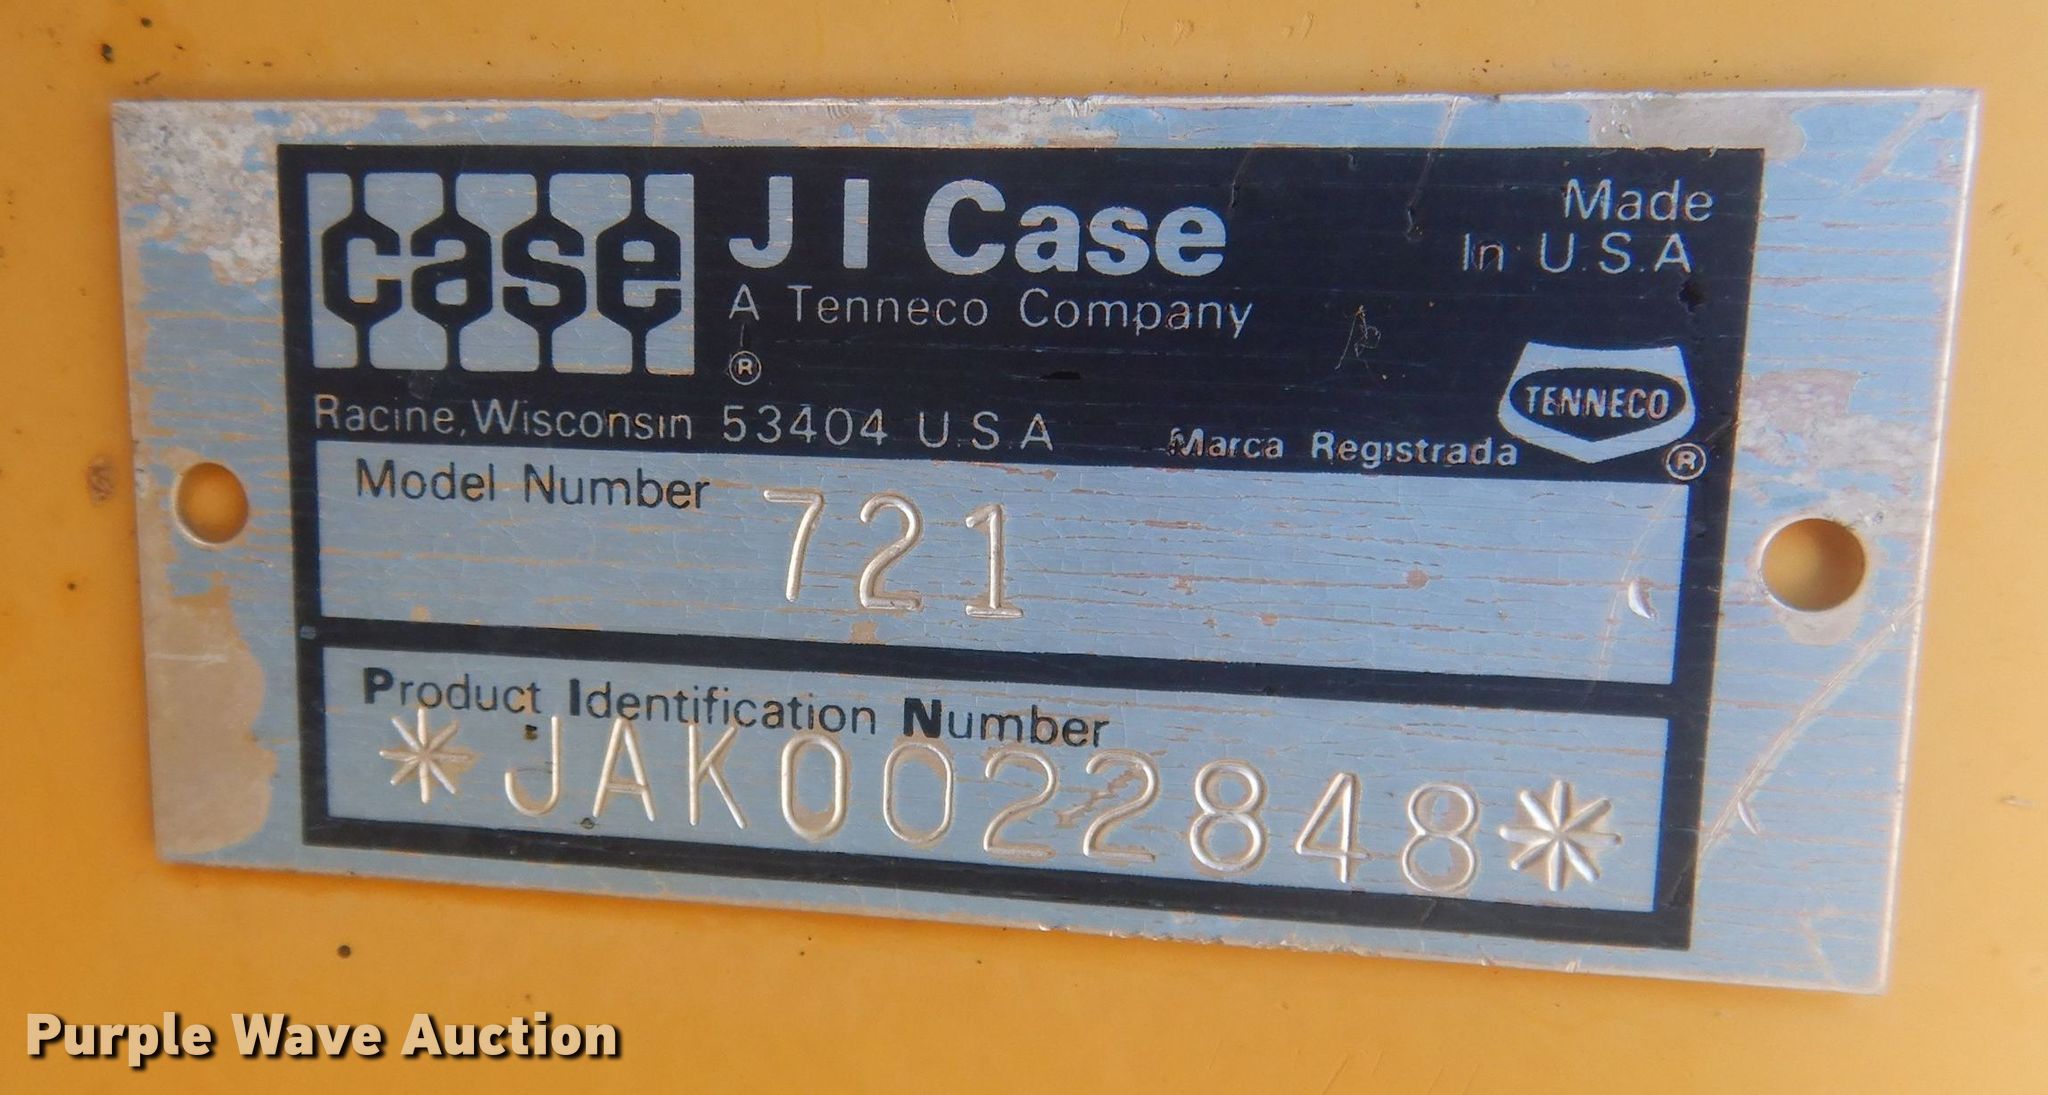 case
J I Case
A Tenneco Company
®
Racine, Wisconsin 53404 U.S.A
Made
In U.S.A
TENNECO
Marca Registrada ®
Model Number 721
Product Identification Number
*JAK0022848*
Purple Wave Auction